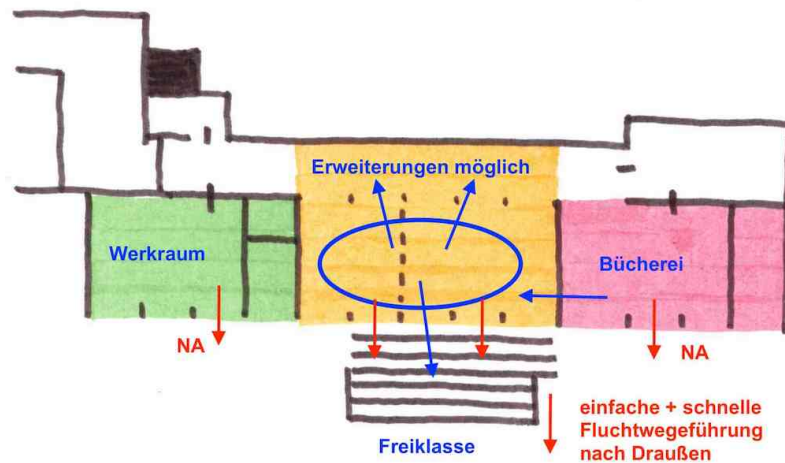 Erweiterungen möglich
Werkraum
Bücherei
NA
NA
einfache + schnelle
Fluchtwegeführung
nach Draußen
Freiklasse